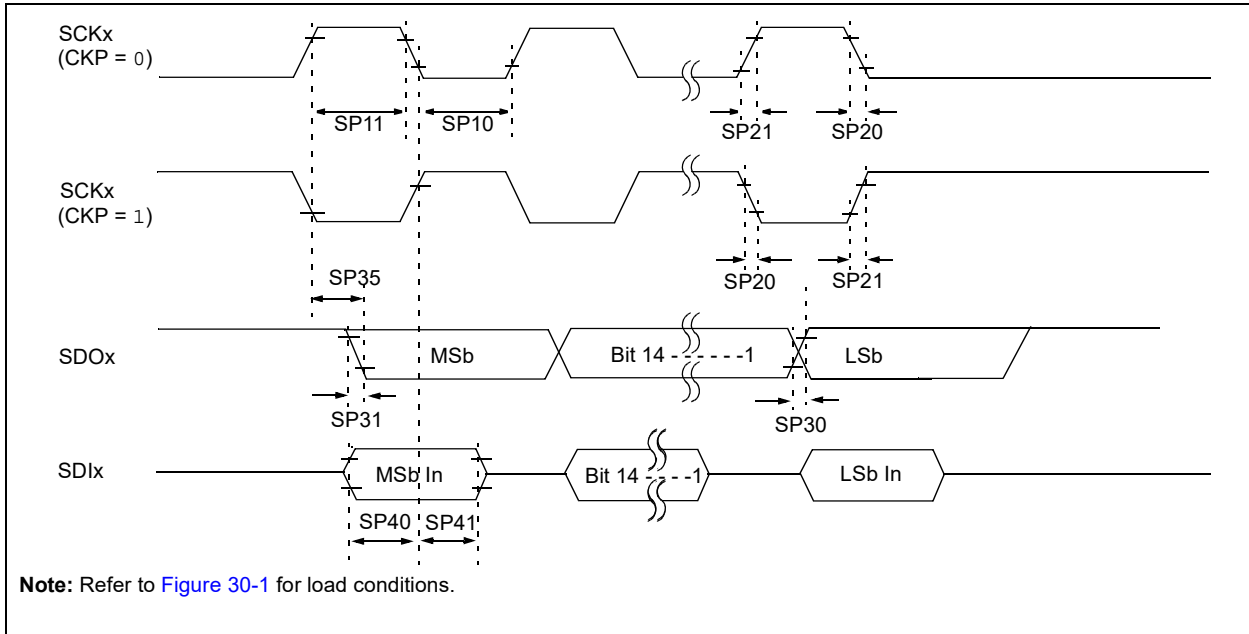 SCKx
(CKP = 0)
SP11
SP10
SP21
SP20
SCKx
(CKP = 1)
SP35
SP20
SP21
SDOx
MSb
Bit 14 - - - - - -1
LSb
SP31
SP30
SDIx
MSb In
Bit 14 - - - -1
LSb In
SP40
SP41
Note: Refer to Figure 30-1 for load conditions.